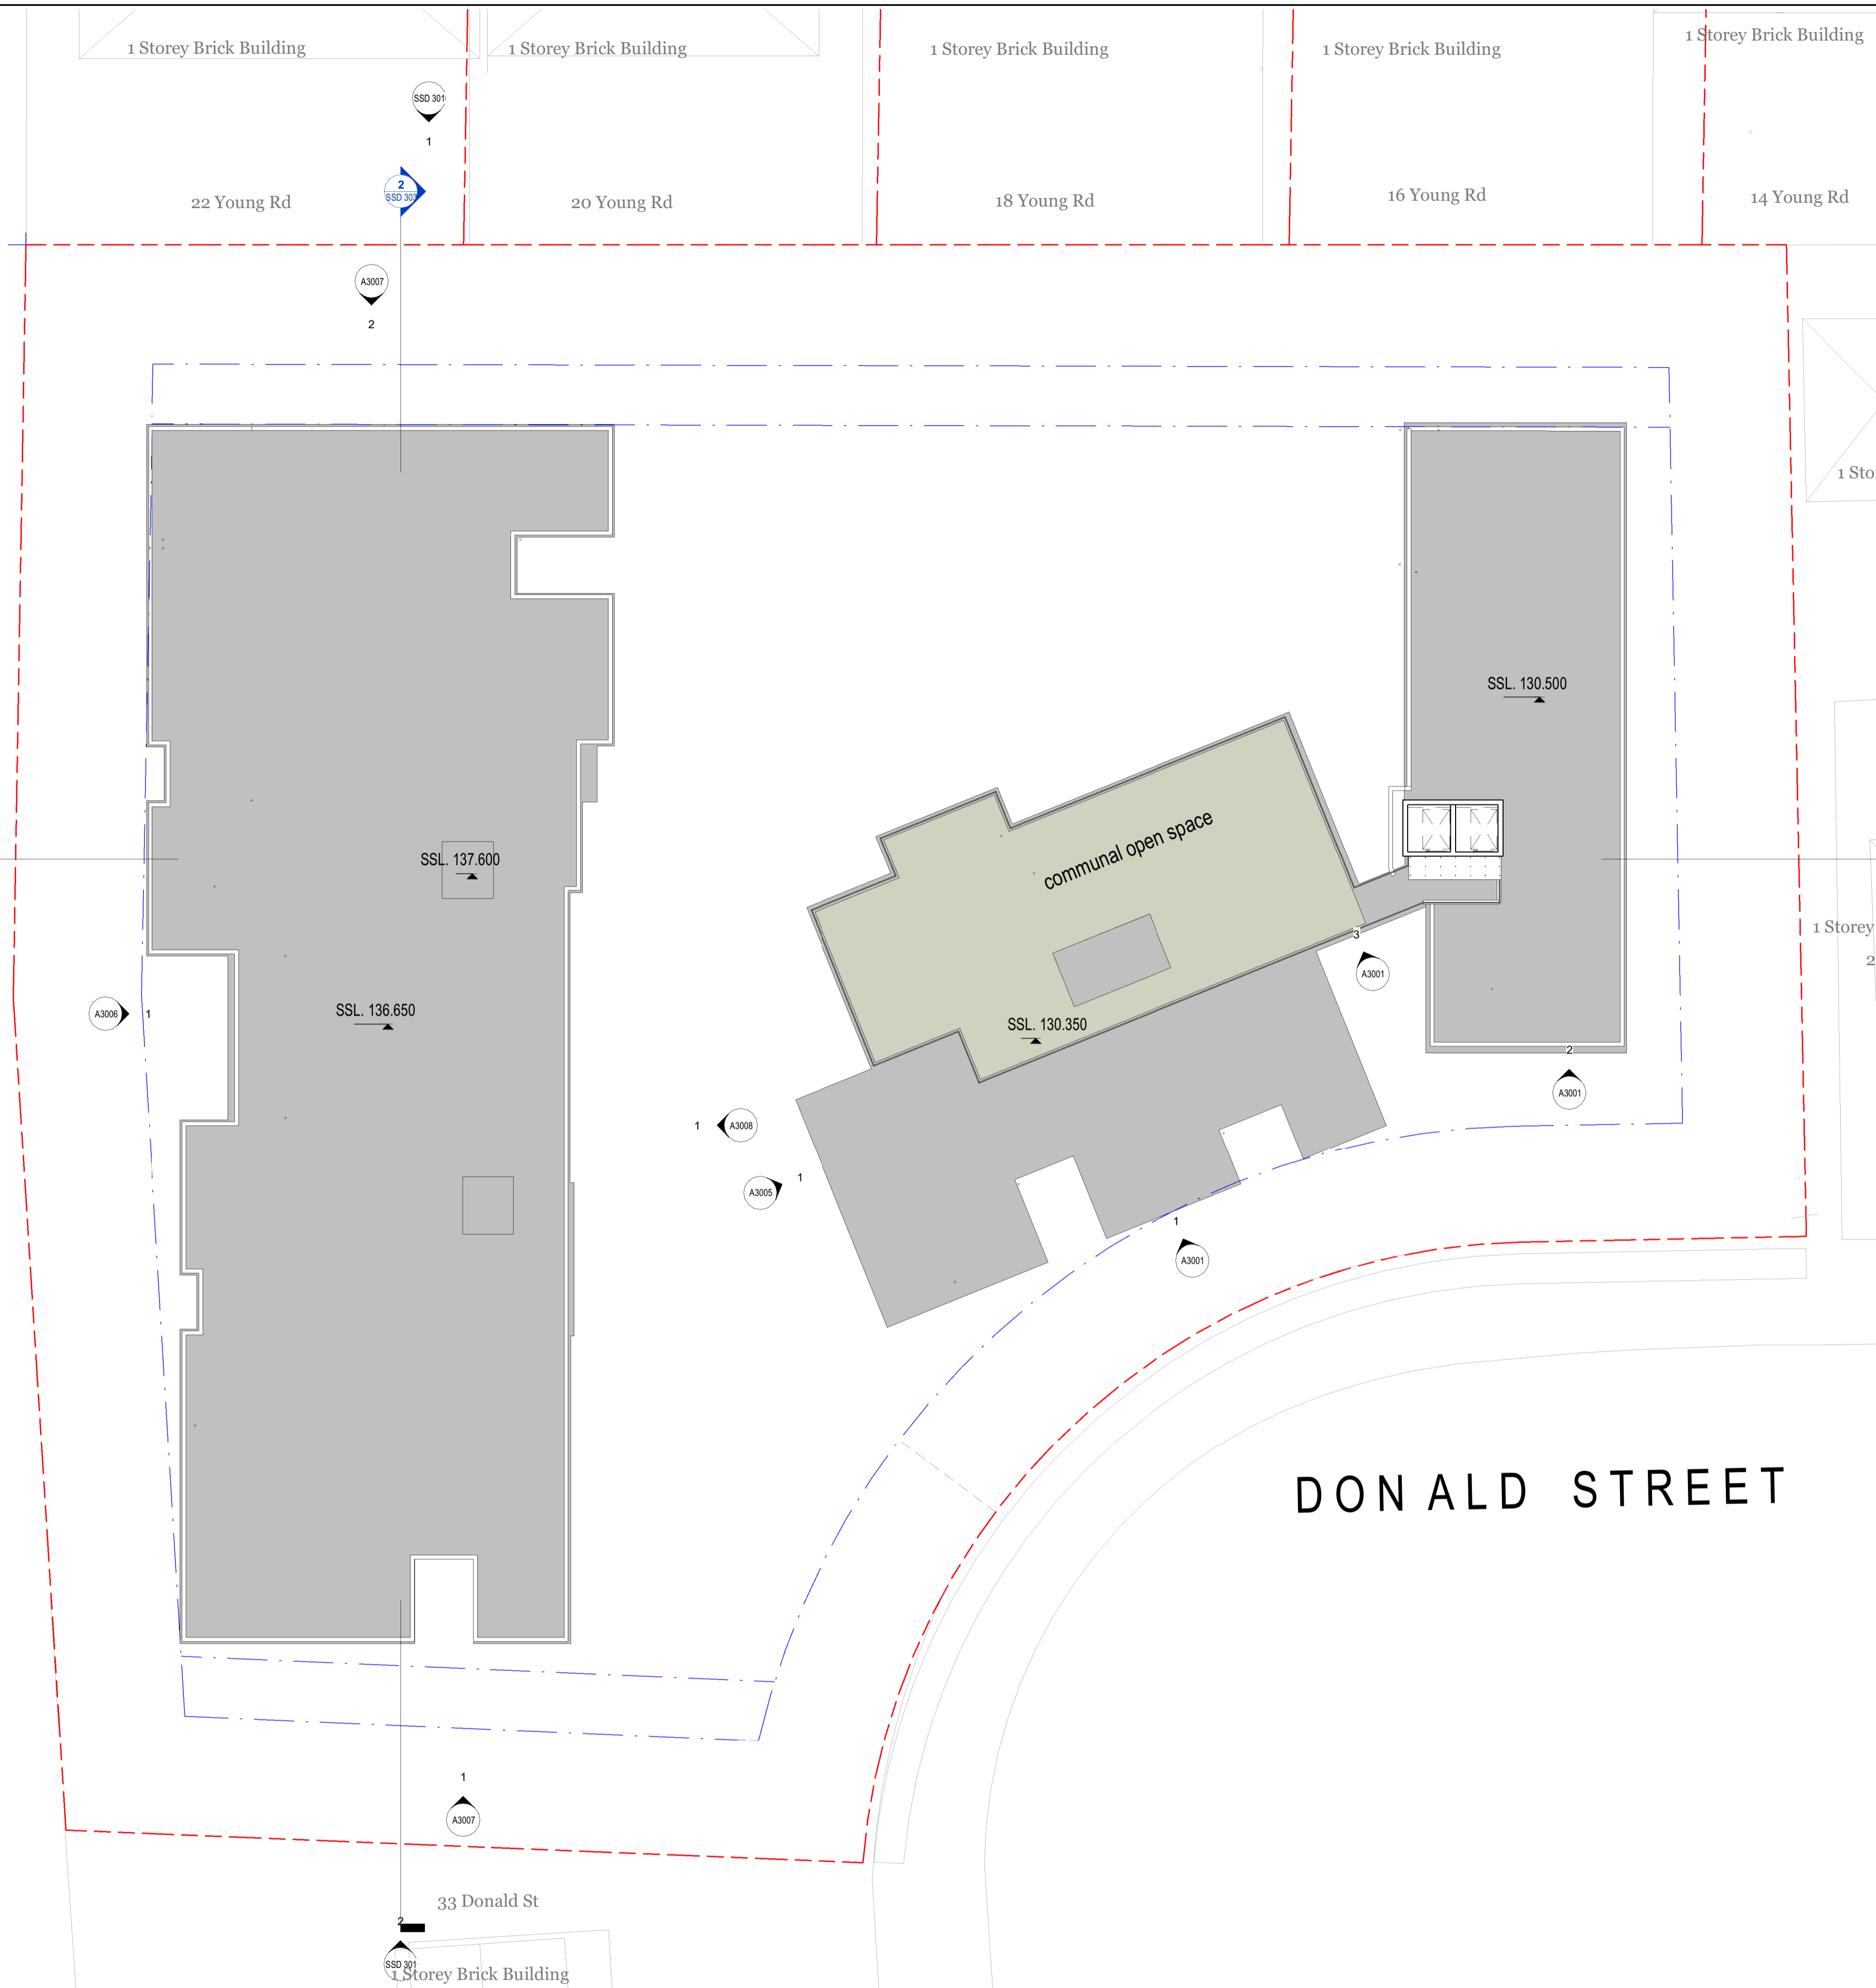 1 Storey Brick Building
1 Storey Brick Building
1 Storey Brick Building
1 Storey Brick Building
1 Storey Brick Building
SSD 301
1
2
SSD 303
22 Young Rd
20 Young Rd
18 Young Rd
16 Young Rd
14 Young Rd
A3007
2
1 Sto
SSL. 130.500
communal open space
SSL. 137.600
1 Storey
2
3
A3001
SSL. 136.650
A3006
1
SSL. 130.350
2
A3001
1
A3008
1
A3005
1
A3001
DONALD STREET
1
A3007
33 Donald St
2
SSD 301
1 Storey Brick Building